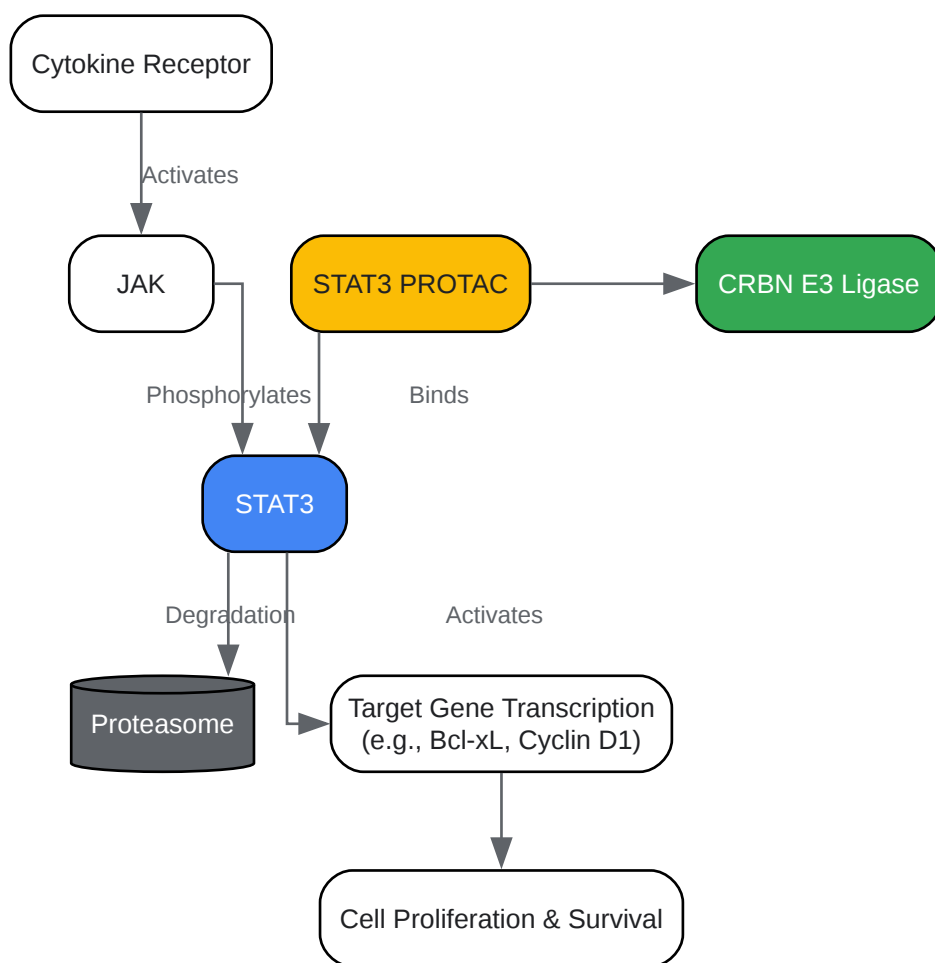 Cytokine Receptor
Activates
JAK
STAT3 PROTAC
CRBN E3 Ligase
Phosphorylates
Binds
STAT3
Degradation
Activates
Proteasome
Target Gene Transcription
(e.g., Bcl-xL, Cyclin D1)
Cell Proliferation & Survival